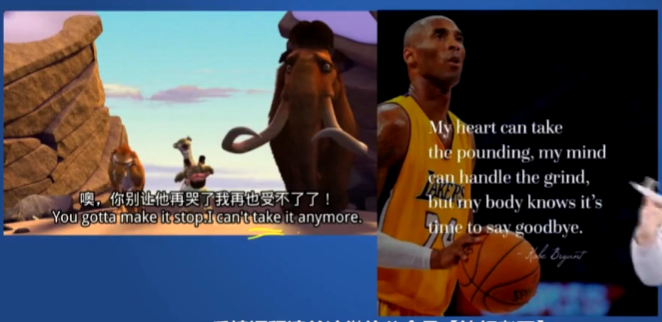 噢，你别让他再哭了我再也受不了了！
You gotta make it stop.I can't take it anymore.
My heart can take
the pounding, my mind
can handle the grind,
but my body knows it's
time to say goodbye.
- Kobe Bryant
LAKERS
24